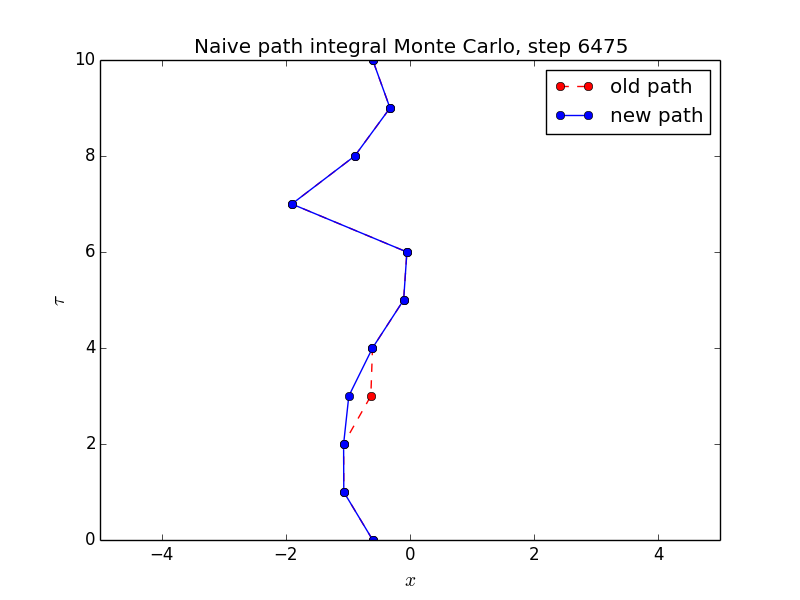 Naive path integral Monte Carlo, step 6475
old path
new path
10
8
6
4
2
0
τ
−4 −2 0 2 4
x